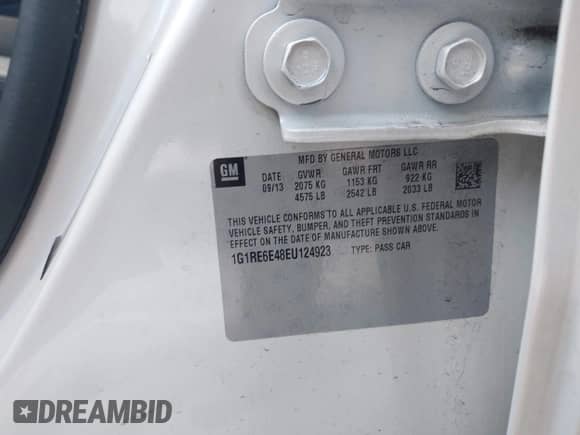 GM
MFD BY GENERAL MOTORS LLC
DATE GVWR GAWR FRT GAWR RR
09/13 2075 KG 1153 KG 922 KG
4575 LB 2542 LB 2033 LB
THIS VEHICLE CONFORMS TO ALL APPLICABLE U.S. FEDERAL MOTOR
VEHICLE SAFETY, BUMPER, AND THEFT PREVENTION STANDARDS
IN EFFECT ON THE DATE OF MANUFACTURE SHOWN ABOVE.
1G1RE6E48EU124923 TYPE: PASS CAR
DREAMBID